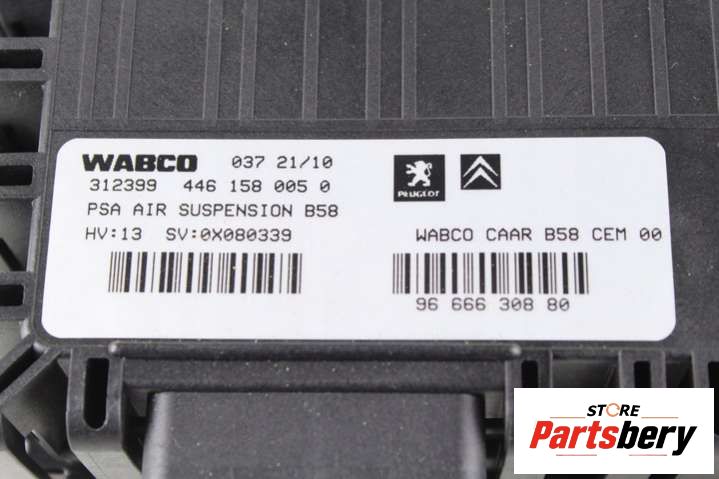 WABCO 037 21/10
312399 446 158 005 0
PSA AIR SUSPENSION B58
HV:13 SV:0X080339
PEUGEOT
WABCO CAAR B58 CEM 00
96 666 308 80
STORE
Partsbery